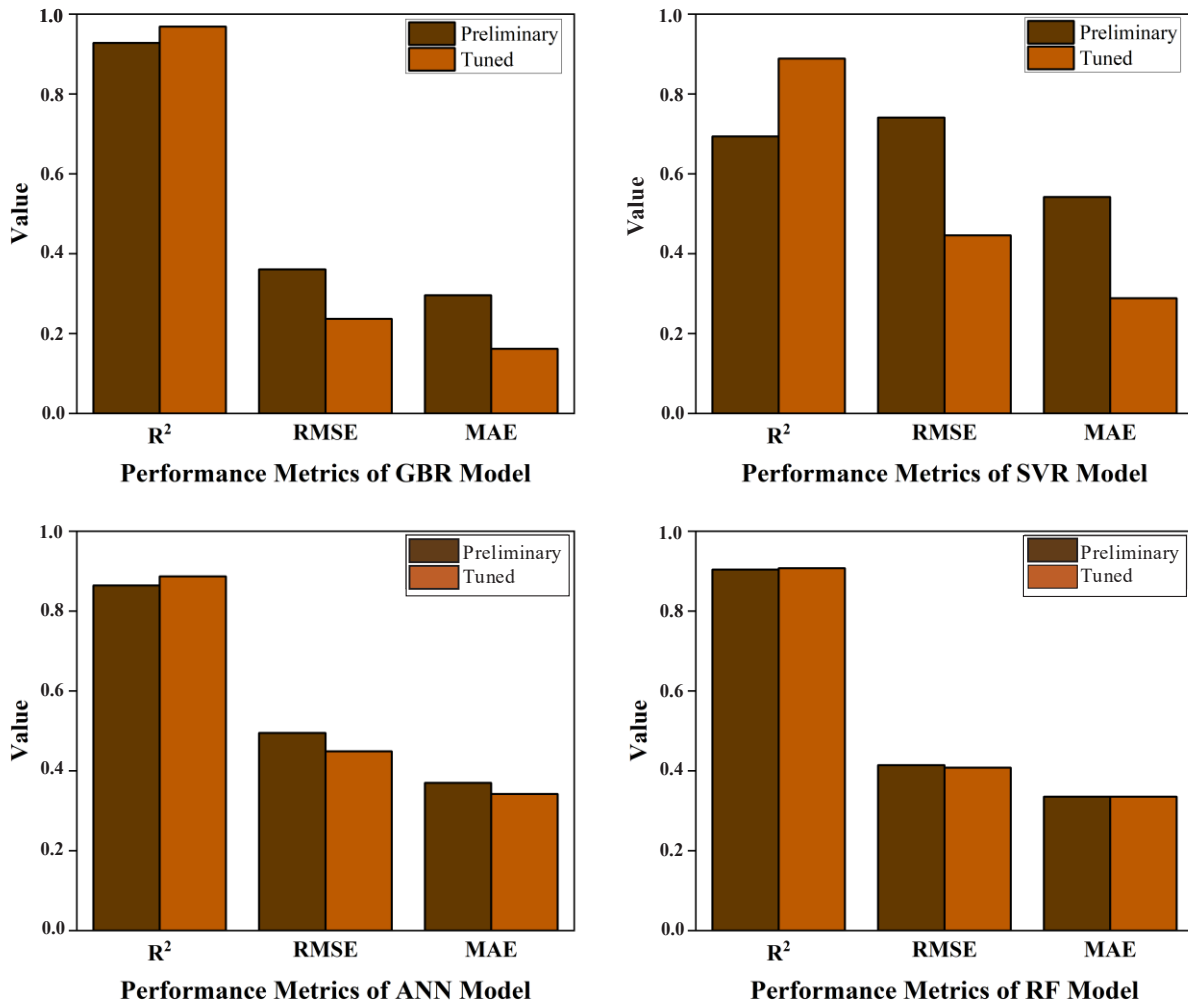 1.0
0.8
0.6
0.4
0.2
0.0
Value
Preliminary
Tuned
R²
RMSE
MAE
Performance Metrics of GBR Model
1.0
0.8
0.6
0.4
0.2
0.0
Value
Preliminary
Tuned
R²
RMSE
MAE
Performance Metrics of SVR Model
1.0
0.8
0.6
0.4
0.2
0.0
Value
Preliminary
Tuned
R²
RMSE
MAE
Performance Metrics of ANN Model
1.0
0.8
0.6
0.4
0.2
0.0
Value
Preliminary
Tuned
R²
RMSE
MAE
Performance Metrics of RF Model